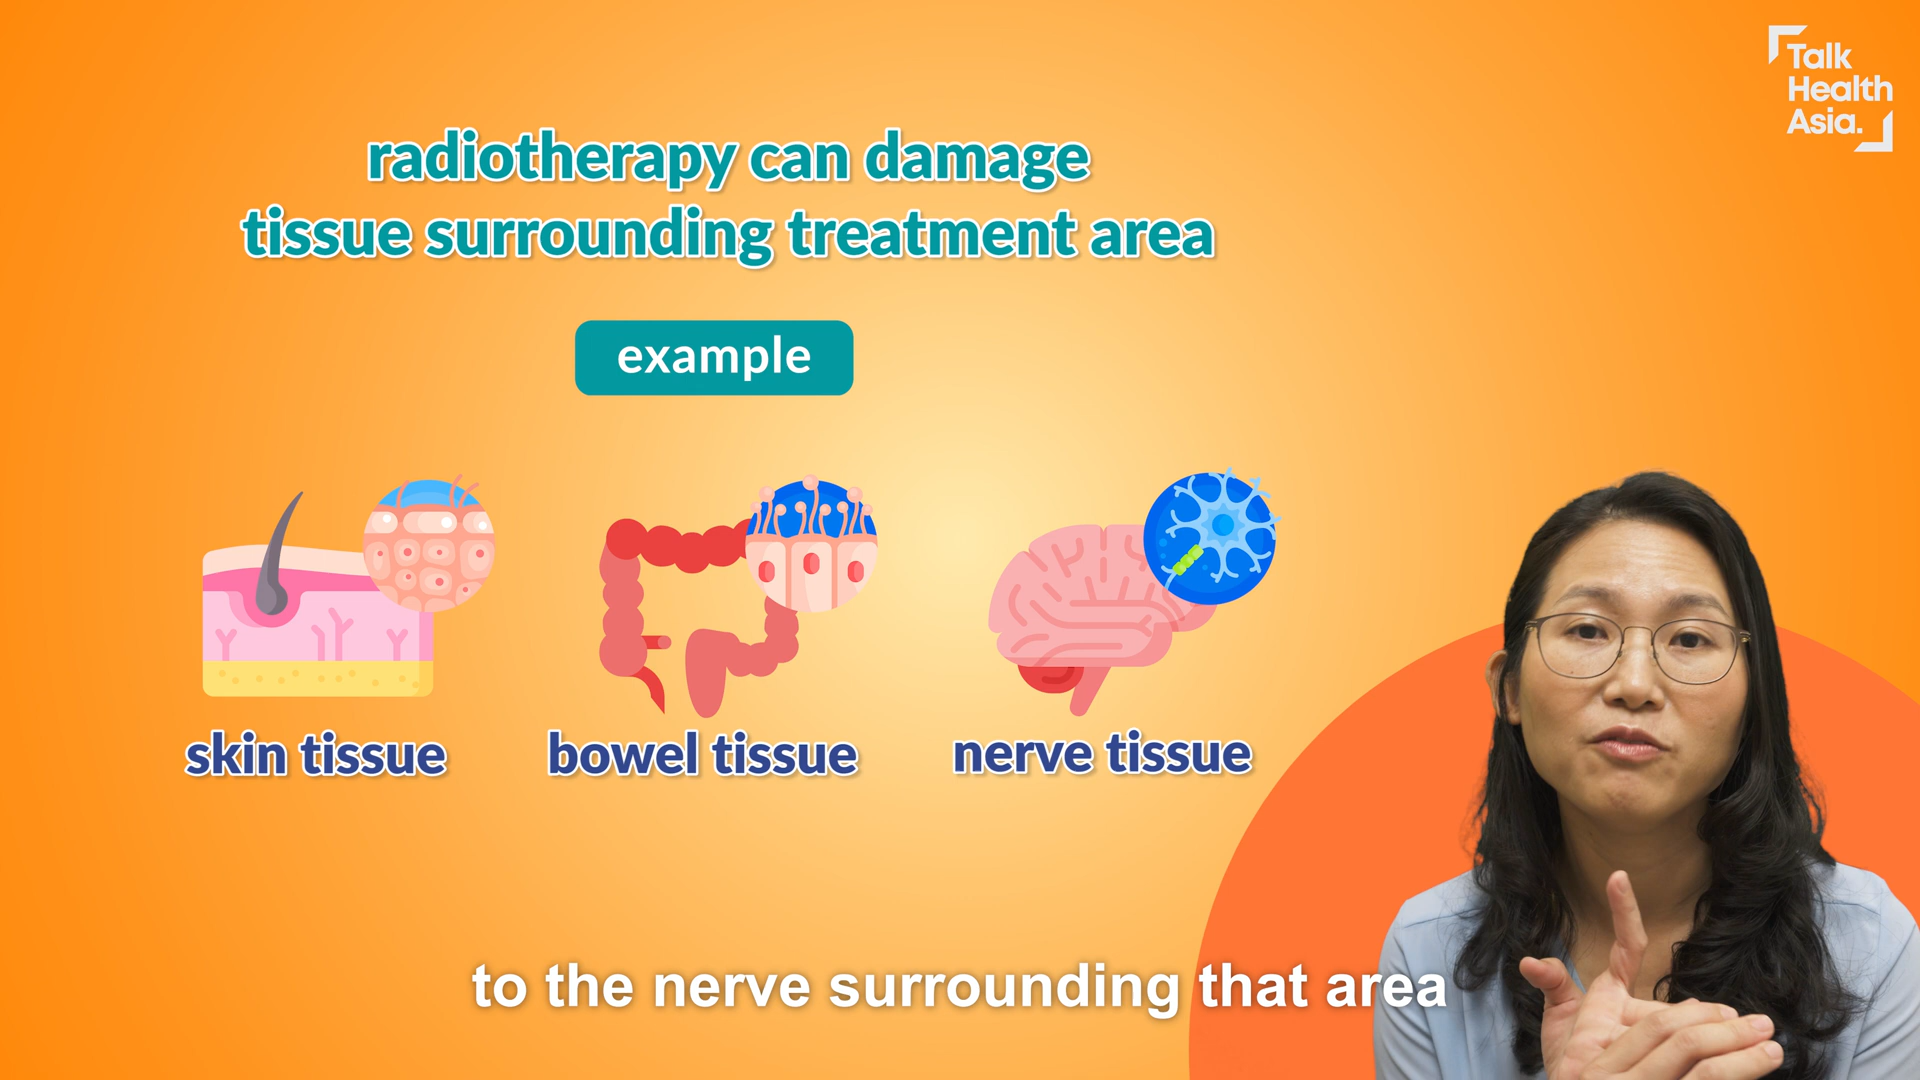 Talk
Health
Asia.
radiotherapy can damage
tissue surrounding treatment area
example
skin tissue
bowel tissue
nerve tissue
to the nerve surrounding that area